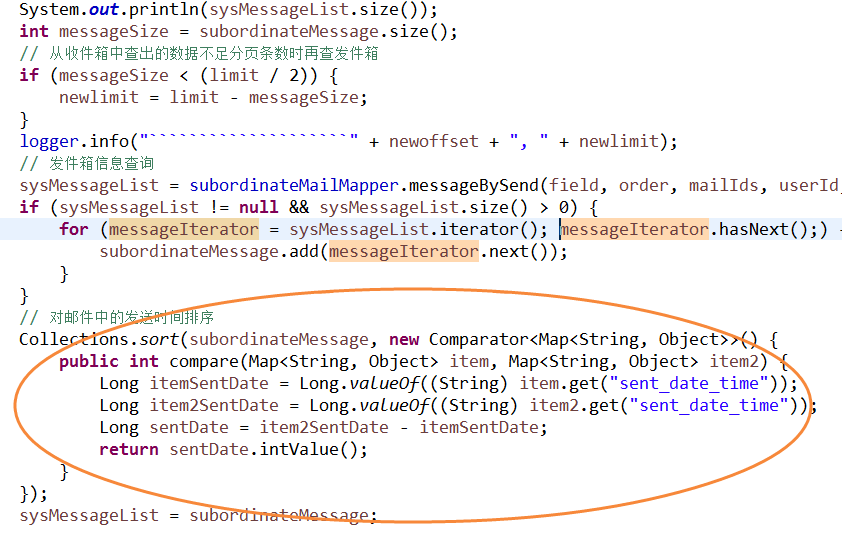 System.out.println(sysMessageList.size());
int messageSize = subordinateMessage.size();
// 从收件箱中查出的数据不足分页条数时再查发件箱
if (messageSize < (limit / 2)) {
newlimit = limit - messageSize;
}
logger.info("````````````````````" + newoffset + ", " + newlimit);
// 发件箱信息查询
sysMessageList = subordinateMailMapper.messageBySend(field, order, mailIds, userId,
if (sysMessageList != null && sysMessageList.size() > 0) {
for (messageIterator = sysMessageList.iterator(); messageIterator.hasNext();) {
subordinateMessage.add(messageIterator.next());
}
}
// 对邮件中的发送时间排序
Collections.sort(subordinateMessage, new Comparator<Map<String, Object>>() {
public int compare(Map<String, Object> item, Map<String, Object> item2) {
Long itemSentDate = Long.valueOf((String) item.get("sent_date_time"));
Long item2SentDate = Long.valueOf((String) item2.get("sent_date_time"));
Long sentDate = item2SentDate - itemSentDate;
return sentDate.intValue();
}
});
sysMessageList = subordinateMessage;